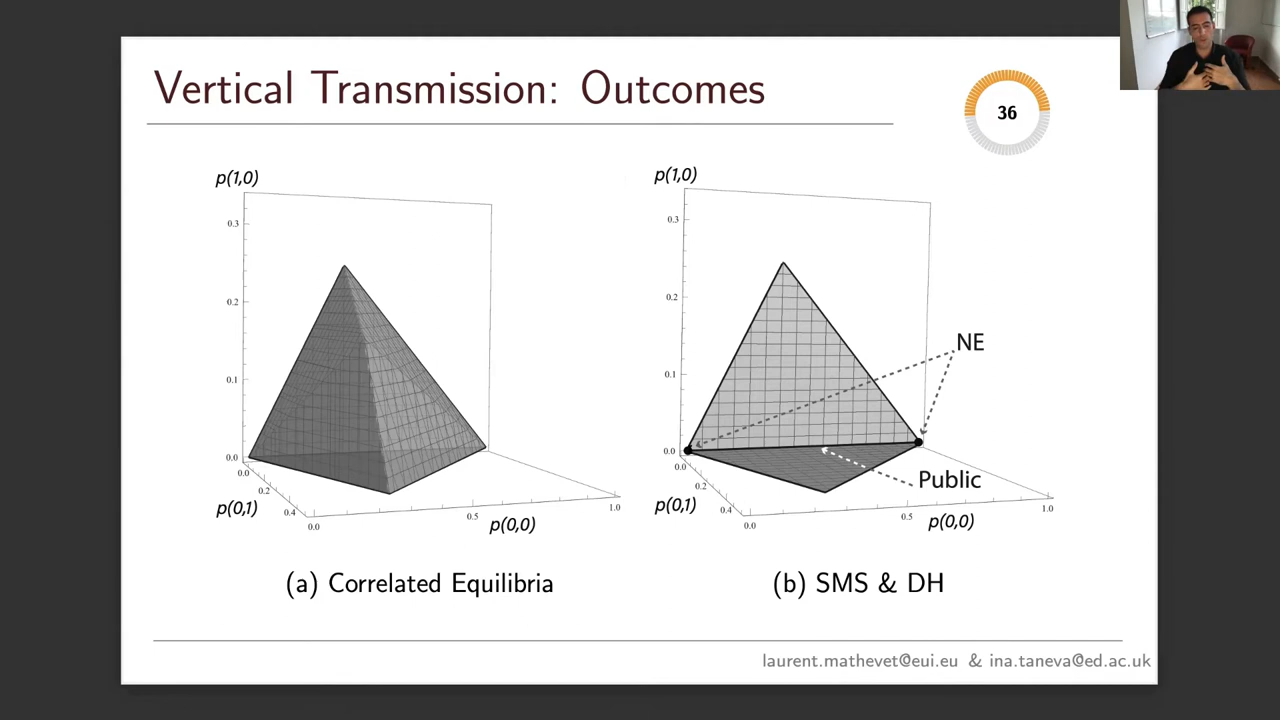 Vertical Transmission: Outcomes
36
p(1,0)
0.3
0.2
0.1
0.0
0.0
0.2
0.4
p(0,1)
0.0
0.5
1.0
p(0,0)
(a) Correlated Equilibria
p(1,0)
0.3
0.2
0.1
0.0
0.0
0.2
0.4
p(0,1)
0.0
0.5
1.0
p(0,0)
NE
Public
(b) SMS & DH
laurent.mathevet@eui.eu & ina.taneva@ed.ac.uk